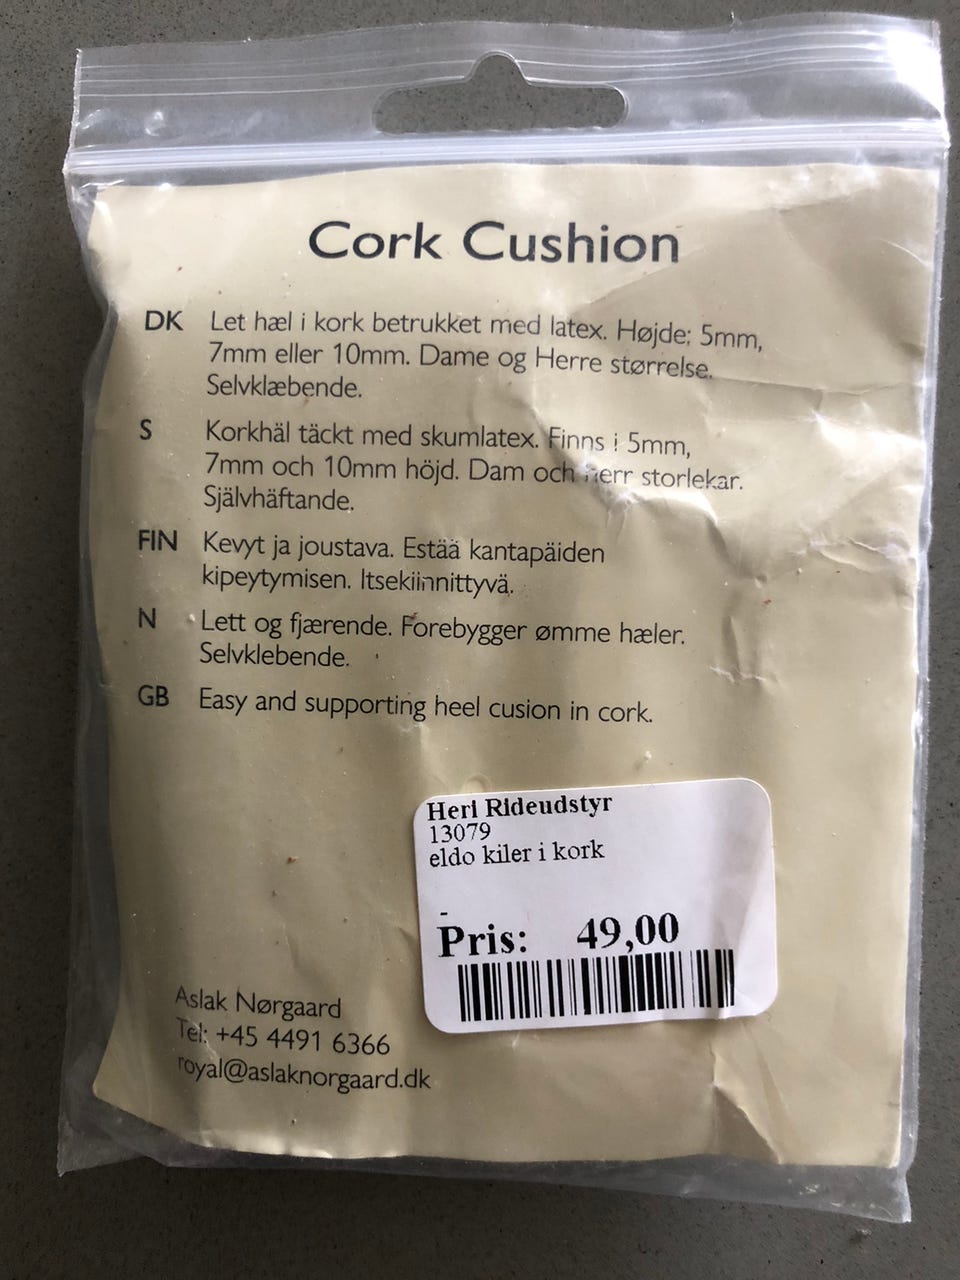 Cork Cushion
DK Let hæl i kork betrukket med latex. Højde: 5mm,
7mm eller 10mm. Dame og Herre størrelse.
Selvklæbende.
S Korkhäl täckt med skumlatex. Finns i 5mm,
7mm och 10mm höjd. Dam och herr storlekar.
Självhäftande.
FIN Kevyt ja joustava. Estää kantapäiden
kipeytymisen. Itsekiinnittyvä.
N Lett og fjærende. Forebygger ømme hæler.
Selvklebende.
GB Easy and supporting heel cusion in cork.
Heri Rideudstyr
13079
eldo kiler i kork
-
Pris: 49,00
Aslak Nørgaard
Tel: +45 4491 6366
royal@aslaknorgaard.dk